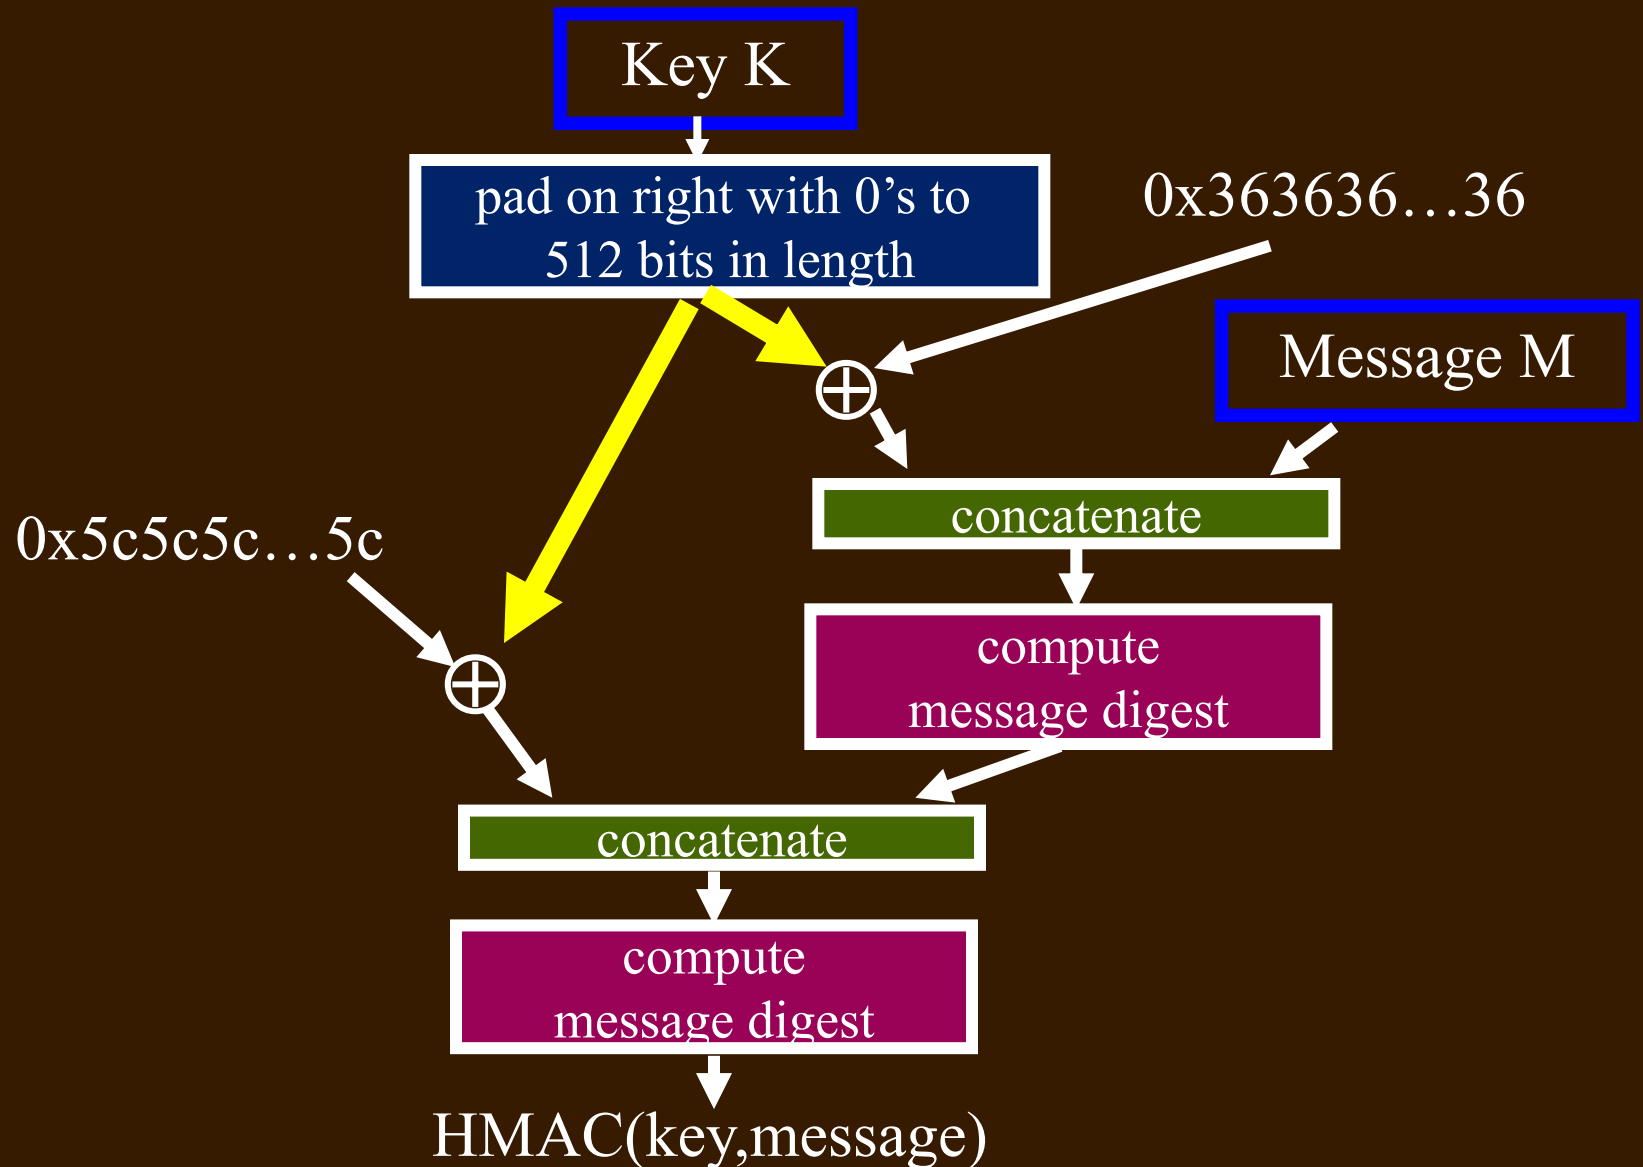 Key K
pad on right with 0’s to
512 bits in length
0x363636…36
Message M
concatenate
0x5c5c5c…5c
compute
message digest
concatenate
compute
message digest
HMAC(key,message)